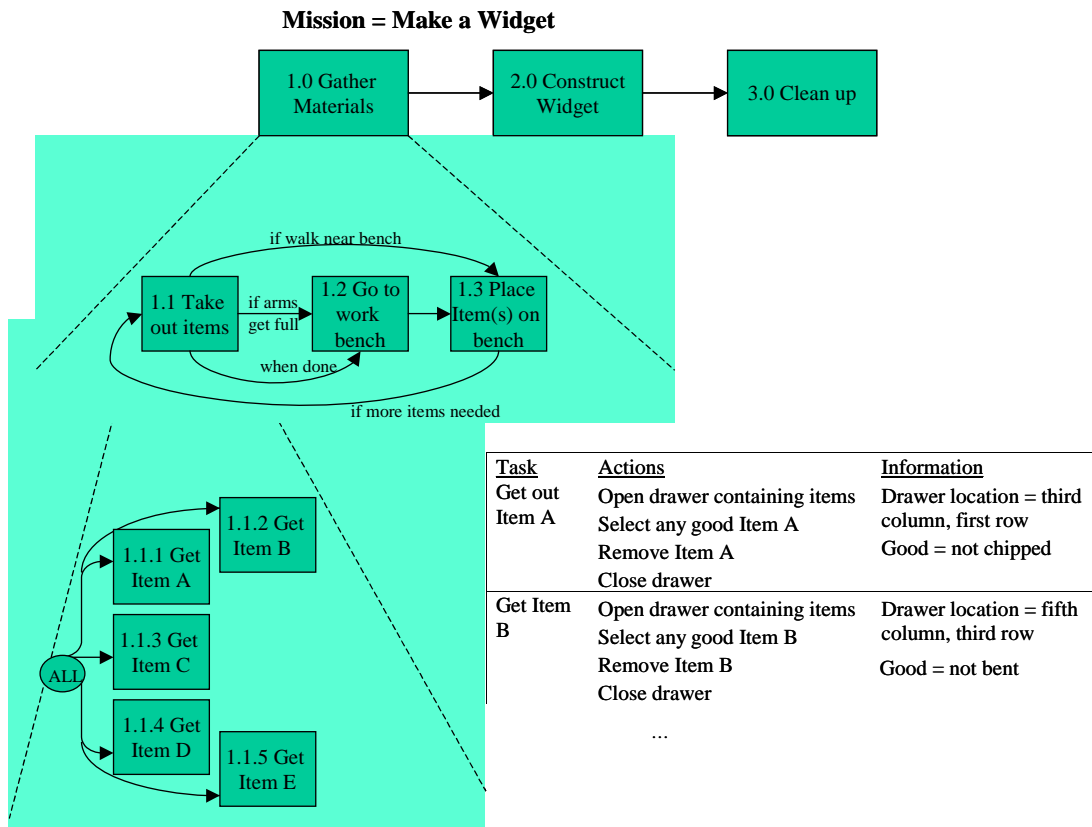 Mission = Make a Widget
1.0 Gather
Materials
2.0 Construct
Widget
3.0 Clean up
if walk near bench
1.1 Take
out items
if arms
get full
1.2 Go to
work
bench
1.3 Place
Item(s) on
bench
when done
if more items needed
1.1.2 Get
Item B
1.1.1 Get
Item A
1.1.3 Get
Item C
ALL
1.1.4 Get
Item D
1.1.5 Get
Item E
Task Actions Information
Get out
Item A
Open drawer containing items
Select any good Item A
Remove Item A
Close drawer
Drawer location = third
column, first row
Good = not chipped
Get Item
B
Open drawer containing items
Select any good Item B
Remove Item B
Close drawer
Drawer location = fifth
column, third row
Good = not bent
…